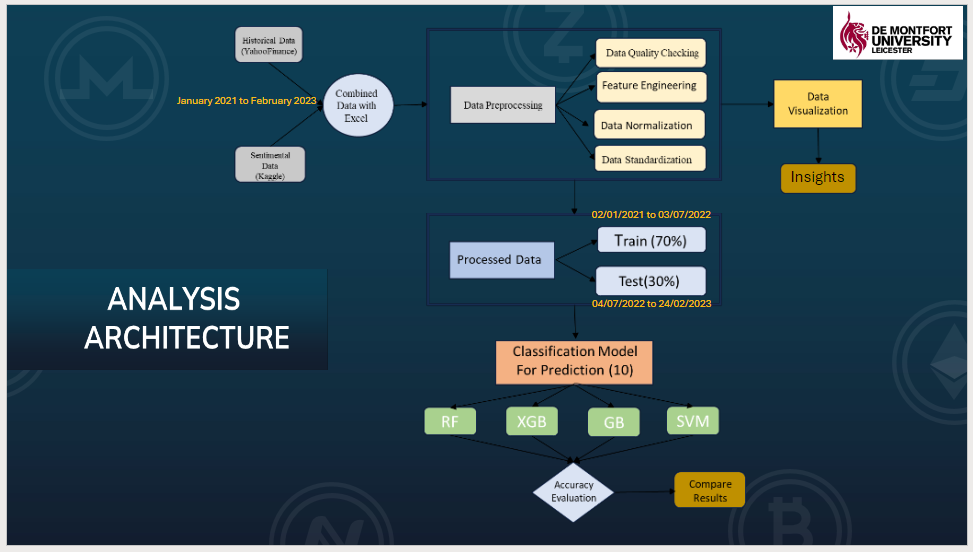 DE MONTFORT
UNIVERSITY
LEICESTER
Historical Data
(YahooFinance)
January 2021 to February 2023
Combined
Data with
Excel
Sentimental
Data
(Kaggle)
Data Preprocessing
Data Quality Checking
Feature Engineering
Data Normalization
Data Standardization
Data
Visualization
Insights
02/01/2021 to 03/07/2022
Processed Data
Train (70%)
Test(30%)
04/07/2022 to 24/02/2023
ANALYSIS
ARCHITECTURE
Classification Model
For Prediction (10)
RF
XGB
GB
SVM
Accuracy
Evaluation
Compare
Results